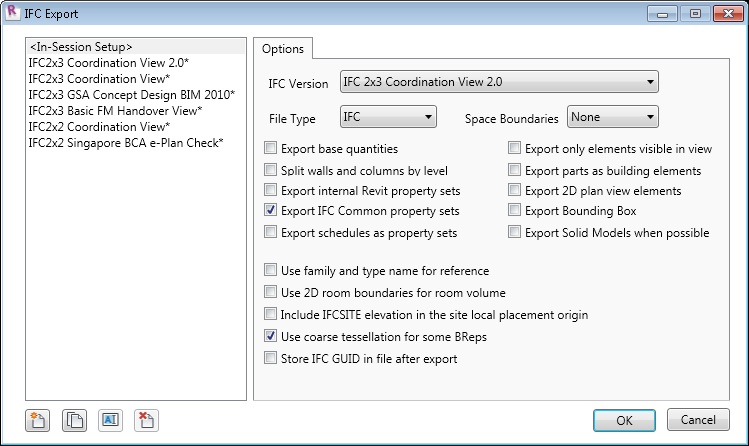 IFC Export
<In-Session Setup>
IFC2x3 Coordination View 2.0*
IFC2x3 Coordination View*
IFC2x3 GSA Concept Design BIM 2010*
IFC2x3 Basic FM Handover View*
IFC2x2 Coordination View*
IFC2x2 Singapore BCA e-Plan Check*
Options
IFC Version IFC 2x3 Coordination View 2.0
File Type IFC Space Boundaries None
Export base quantities
Split walls and columns by level
Export internal Revit property sets
Export IFC Common property sets
Export schedules as property sets
Export only elements visible in view
Export parts as building elements
Export 2D plan view elements
Export Bounding Box
Export Solid Models when possible
Use family and type name for reference
Use 2D room boundaries for room volume
Include IFCSITE elevation in the site local placement origin
Use coarse tessellation for some BReps
Store IFC GUID in file after export
OK Cancel